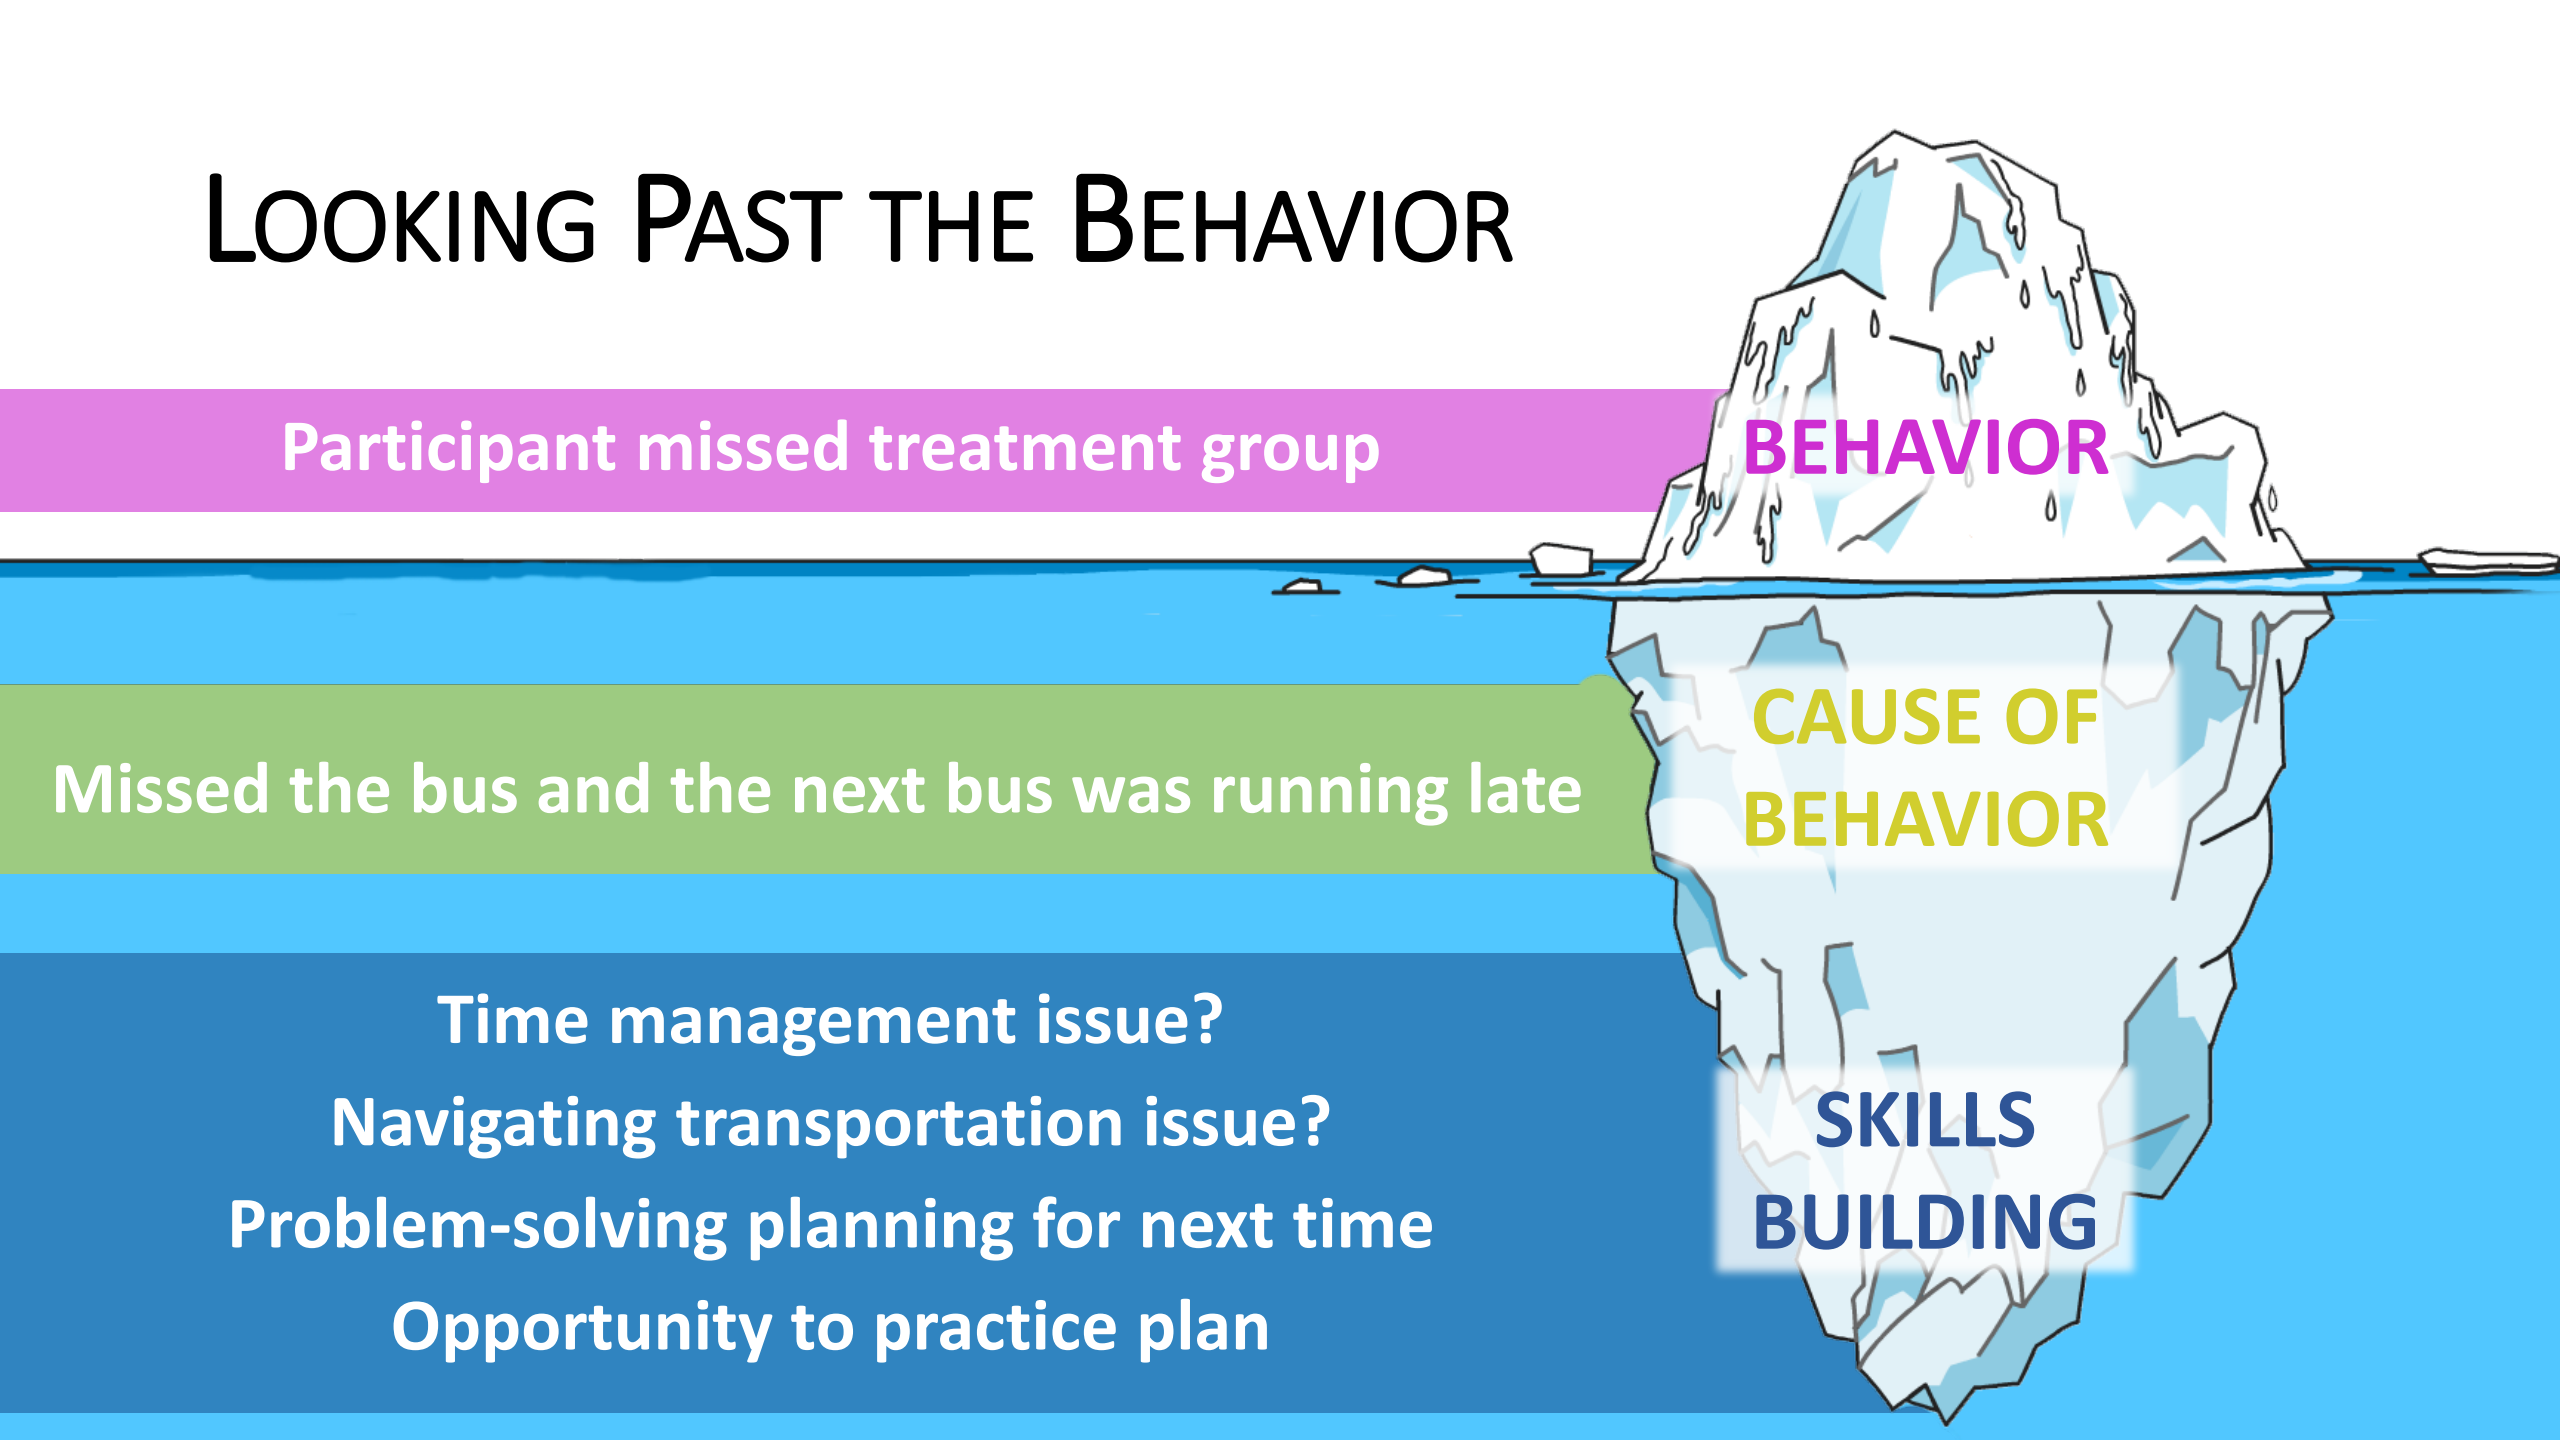 LOOKING PAST THE BEHAVIOR
Participant missed treatment group
BEHAVIOR
Missed the bus and the next bus was running late
CAUSE OF
BEHAVIOR
Time management issue?
Navigating transportation issue?
Problem-solving planning for next time
Opportunity to practice plan
SKILLS
BUILDING